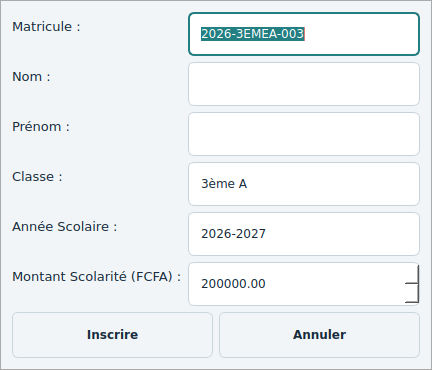 Matricule : 2026-3EMEA-003
Nom :
Prénom :
Classe : 3ème A
Année Scolaire : 2026-2027
Montant Scolarité (FCFA) : 200000.00
Inscrire Annuler